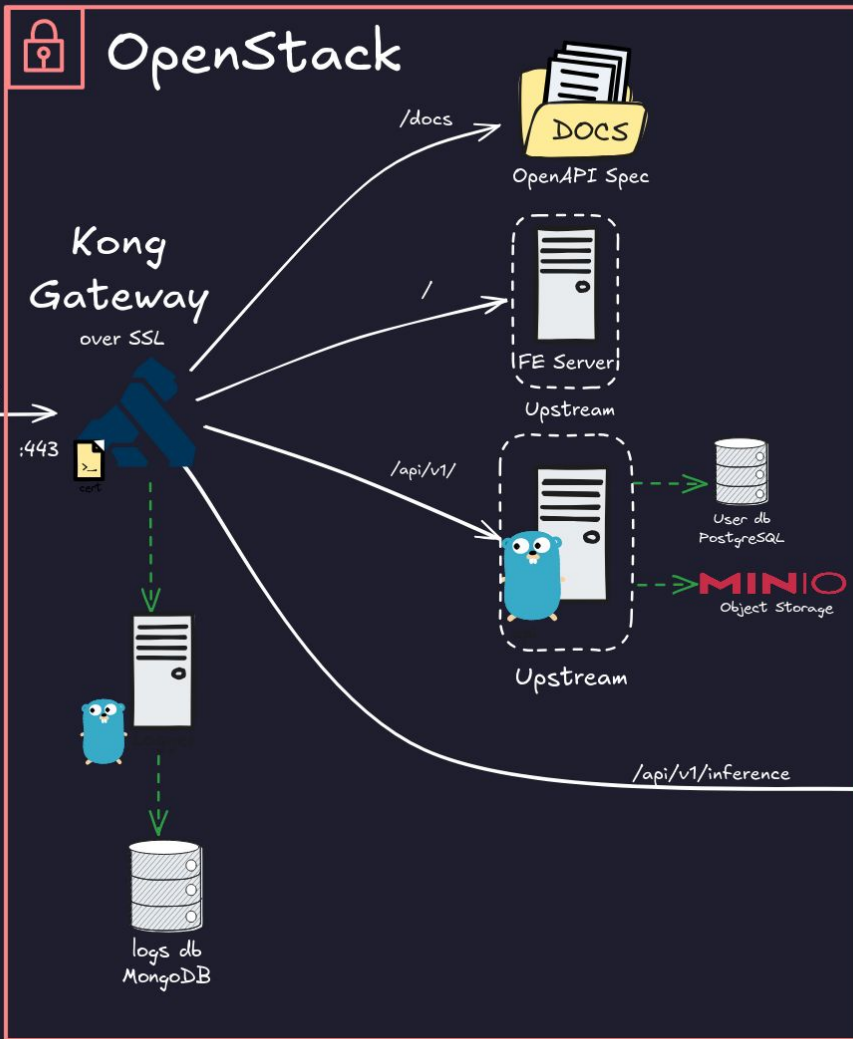 OpenStack
/docs
DOCS
OpenAPI Spec
Kong
Gateway
over SSL
/
FE Server
Upstream
:443
>_
cert
/api/v1/
User db
PostgreSQL
MINIO
Object Storage
Upstream
/api/v1/inference
logs db
MongoDB